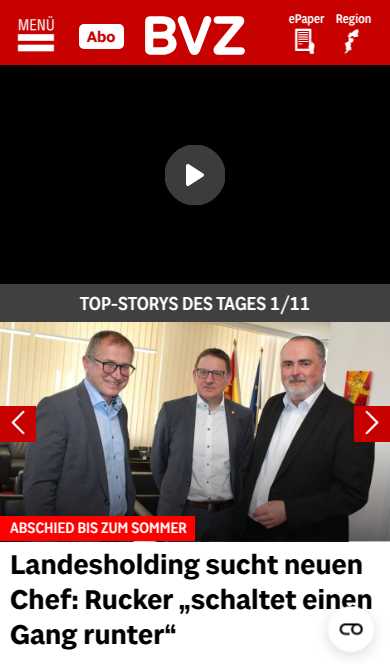 MENÜ
Abo
BVZ
ePaper
Region
TOP-STORYS DES TAGES 1/11
ABSCHIED BIS ZUM SOMMER
Landesholding sucht neuen
Chef: Rucker „schaltet einen
Gang runter“